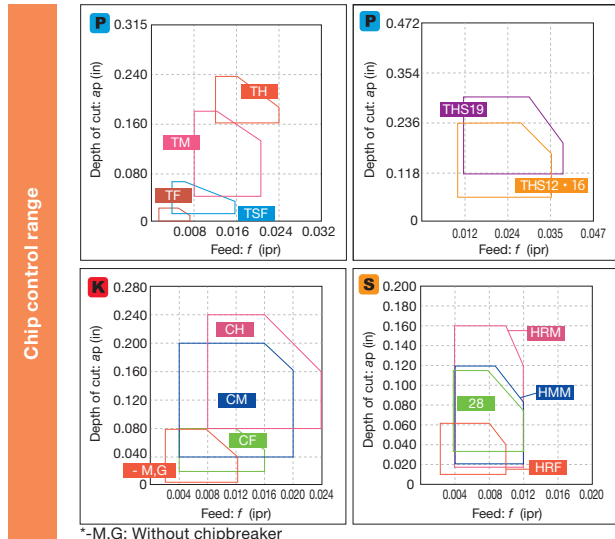 Chip control range
P
Depth of cut: ap (in)
0.315
0.240
0.160
0.080
0
TH
TM
TF
TSF
0.008
0.016
0.024
0.032
Feed: f (ipr)
P
Depth of cut: ap (in)
0.472
0.354
0.236
0.118
0
THS19
THS12・16
0.012
0.024
0.035
0.047
Feed: f (ipr)
K
Depth of cut: ap (in)
0.280
0.240
0.200
0.160
0.120
0.080
0.040
0
CH
CM
CF
- M,G
0.004
0.008
0.012
0.016
0.020
0.024
Feed: f (ipr)
S
Depth of cut: ap (in)
0.200
0.180
0.160
0.140
0.120
0.100
0.080
0.060
0.040
0.020
0
HRM
HMM
28
HRF
0.004
0.008
0.012
0.016
0.020
Feed: f (ipr)
*-M.G: Without chipbreaker